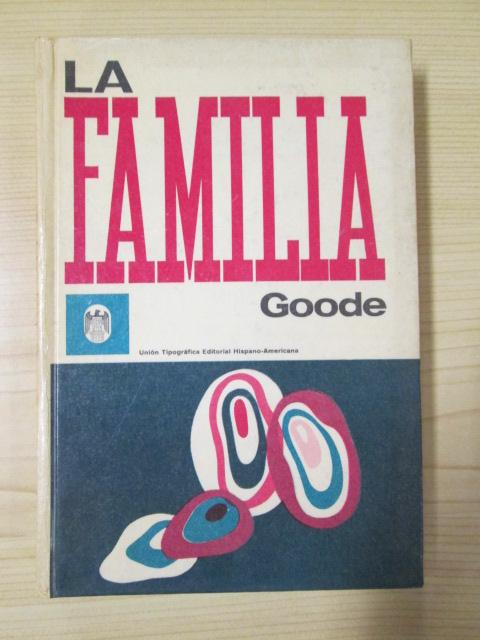 LA
FAMILIA
Goode
Unión Tipográfica Editorial Hispano-Americana